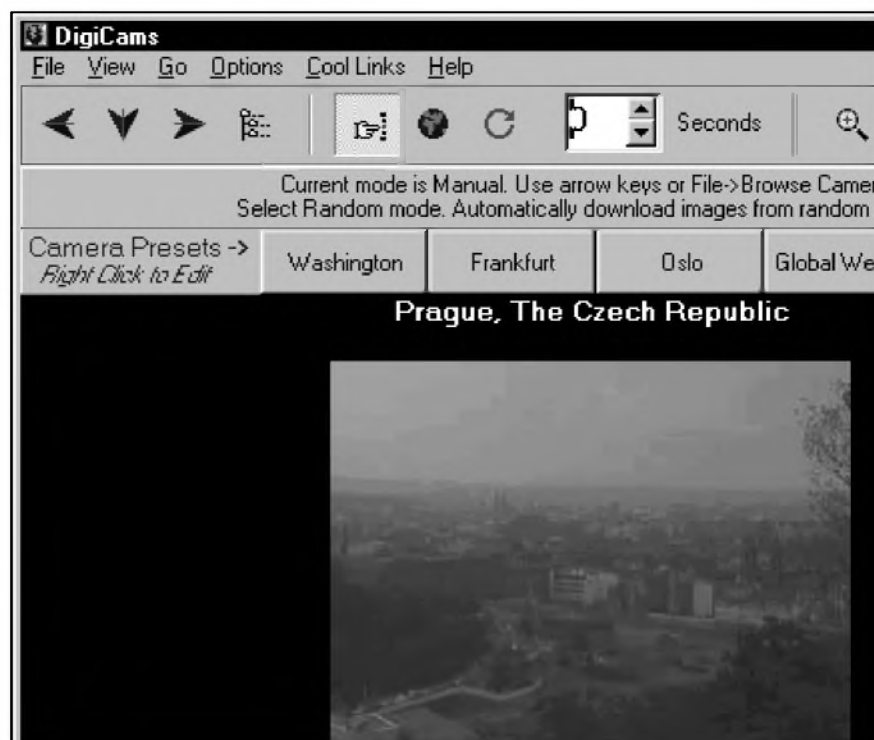 DigiCams
File View Go Options Cool Links Help
Seconds
Current mode is Manual. Use arrow keys or File->Browse Camer
Select Random mode. Automatically download images from random
Camera Presets -> Washington Frankfurt Oslo Global We
Right Click to Edit
Prague, The Czech Republic